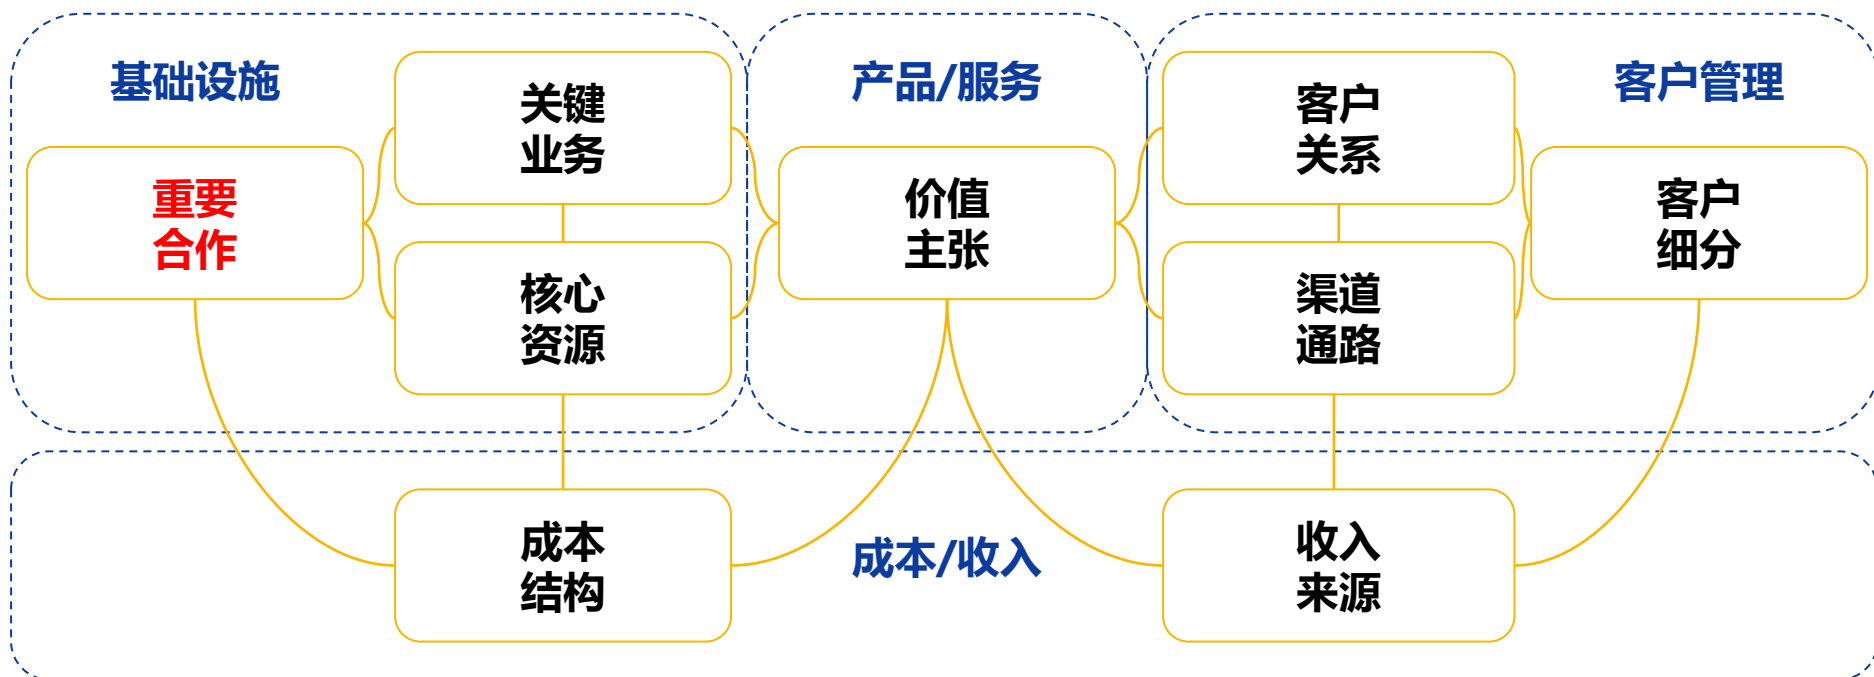 基础设施
重要
合作
关键
业务
核心
资源
产品/服务
价值
主张
客户
关系
渠道
通路
客户管理
客户
细分
成本
结构
成本/收入
收入
来源